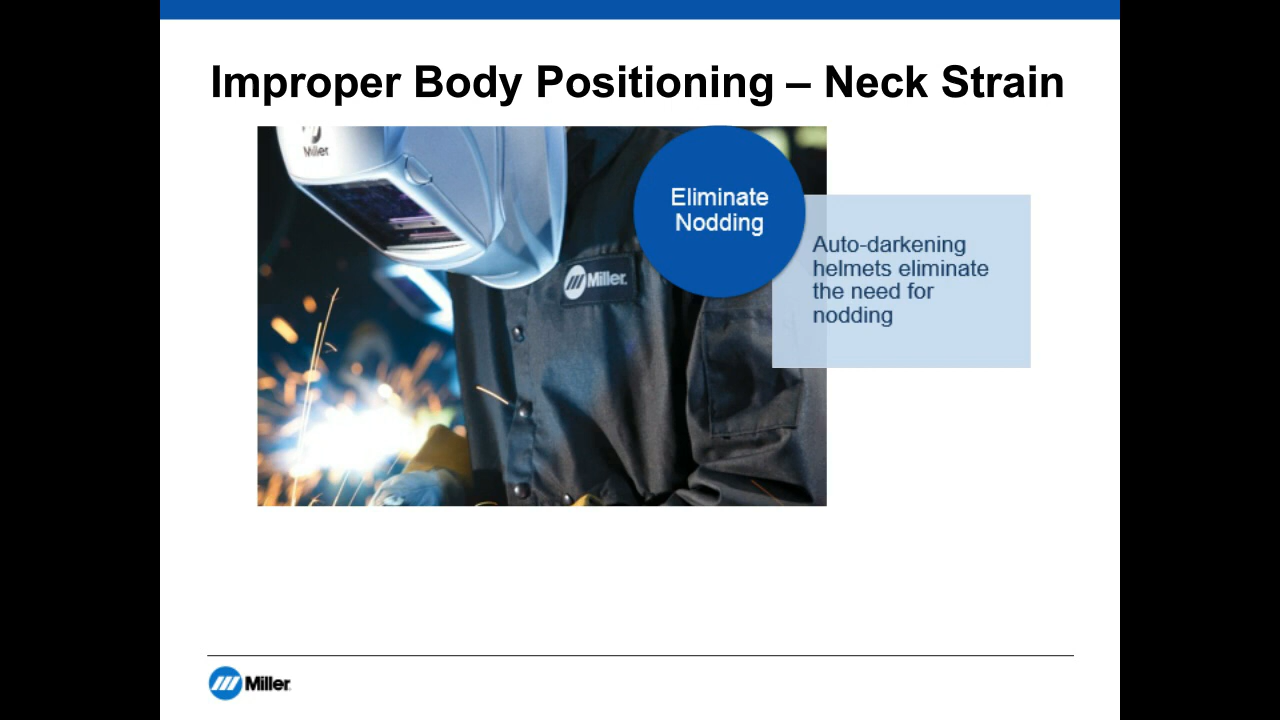 Improper Body Positioning – Neck Strain
Miller
Eliminate
Nodding
Miller.
Auto-darkening
helmets eliminate
the need for
nodding
Miller.